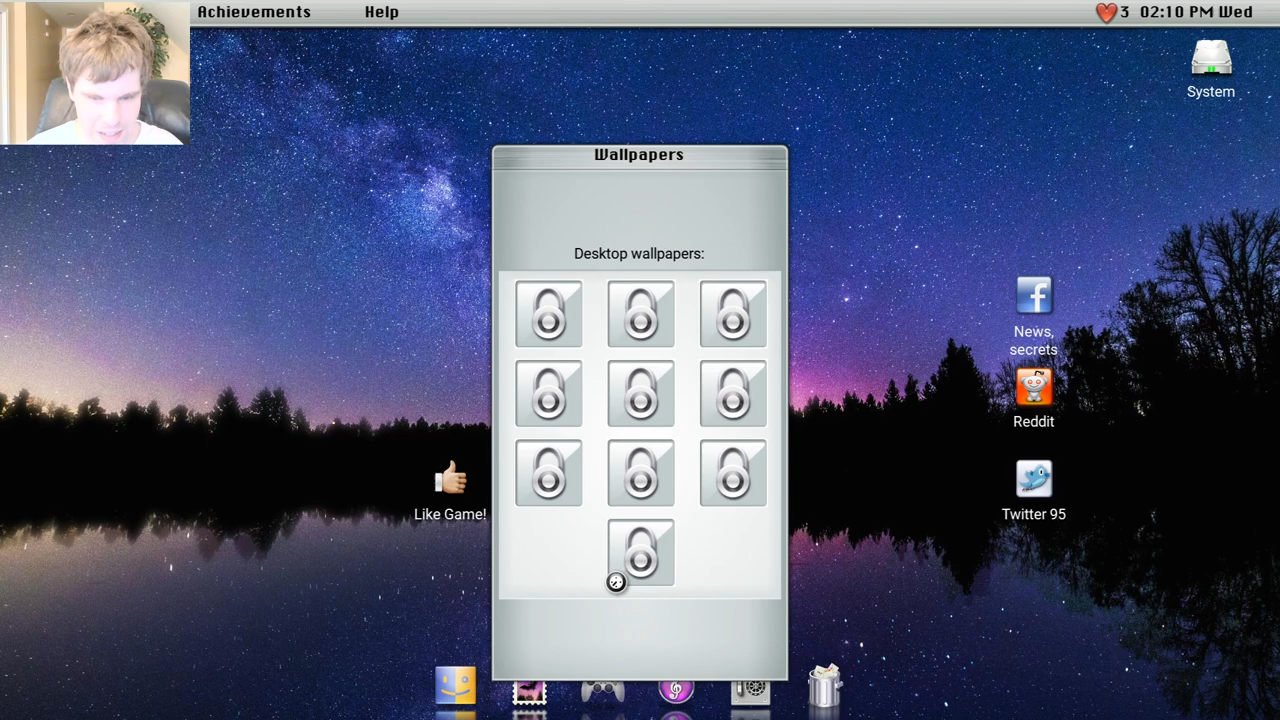 Achievements Help 3 02:10 PM Wed
System
Wallpapers
Desktop wallpapers:
News,
secrets
Reddit
Like Game!
Twitter 95